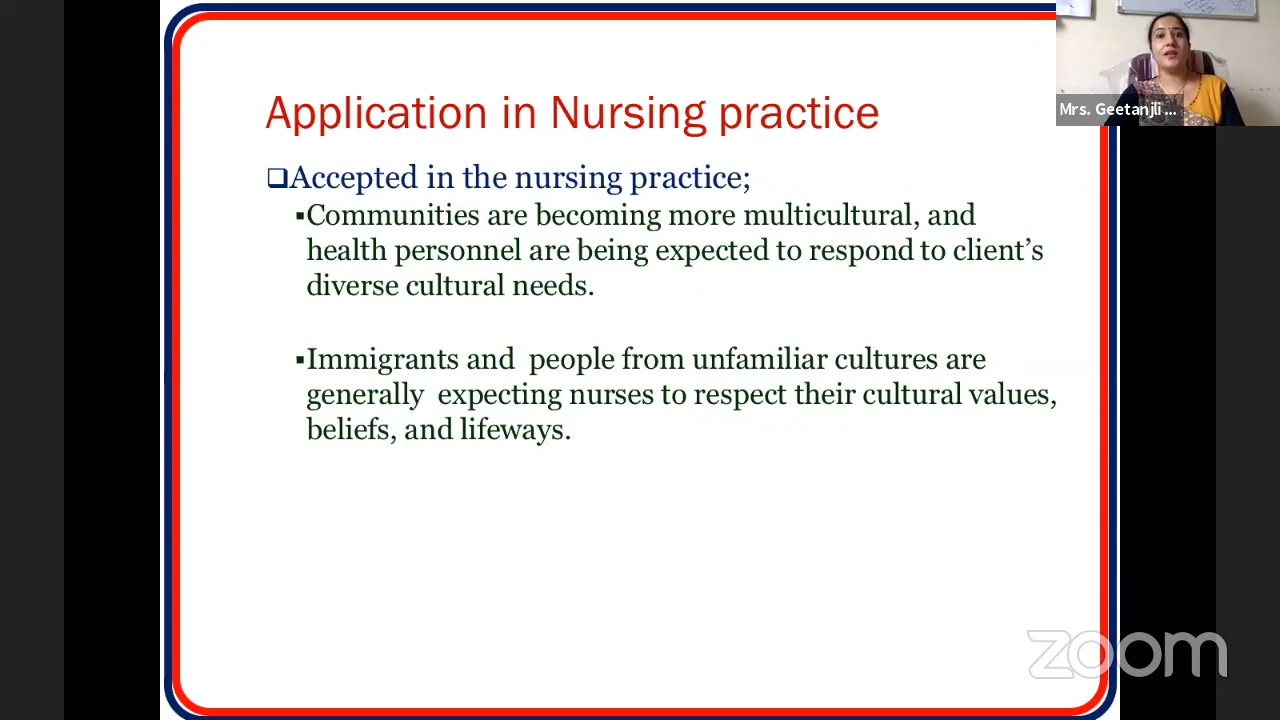 Application in Nursing practice
Accepted in the nursing practice;
Communities are becoming more multicultural, and
health personnel are being expected to respond to client's
diverse cultural needs.
Immigrants and people from unfamiliar cultures are
generally expecting nurses to respect their cultural values,
beliefs, and lifeways.
Mrs. Geetanjli ...
zoom